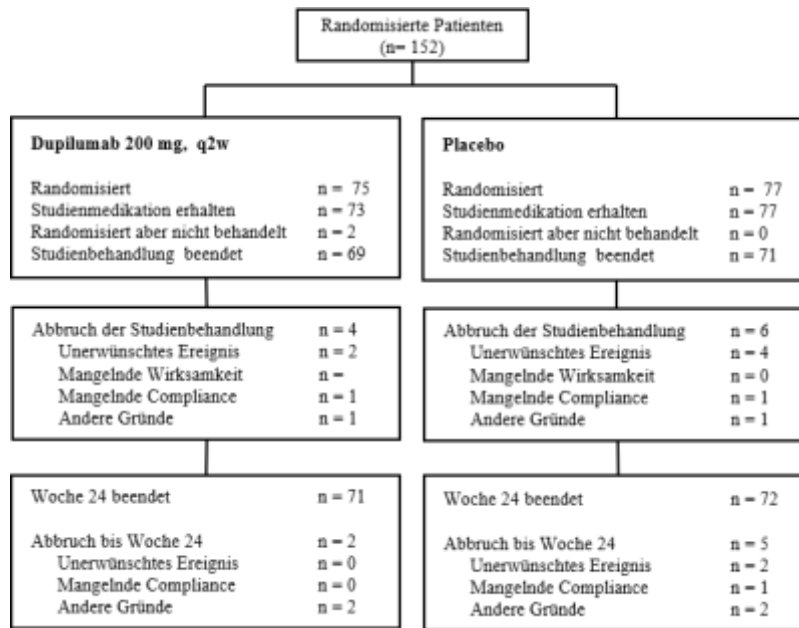 Randomisierte Patienten
(n= 152)
Dupilumab 200 mg, q2w
Randomisiert n = 75
Studienmedikation erhalten n = 73
Randomisiert aber nicht behandelt n = 2
Studienbehandlung beendet n = 69
Abbruch der Studienbehandlung n = 4
Unerwünschtes Ereignis n = 2
Mangelnde Wirksamkeit n =
Mangelnde Compliance n = 1
Andere Gründe n = 1
Woche 24 beendet n = 71
Abbruch bis Woche 24 n = 2
Unerwünschtes Ereignis n = 0
Mangelnde Compliance n = 0
Andere Gründe n = 2
Placebo
Randomisiert n = 77
Studienmedikation erhalten n = 77
Randomisiert aber nicht behandelt n = 0
Studienbehandlung beendet n = 71
Abbruch der Studienbehandlung n = 6
Unerwünschtes Ereignis n = 4
Mangelnde Wirksamkeit n = 0
Mangelnde Compliance n = 1
Andere Gründe n = 1
Woche 24 beendet n = 72
Abbruch bis Woche 24 n = 5
Unerwünschtes Ereignis n = 2
Mangelnde Compliance n = 1
Andere Gründe n = 2